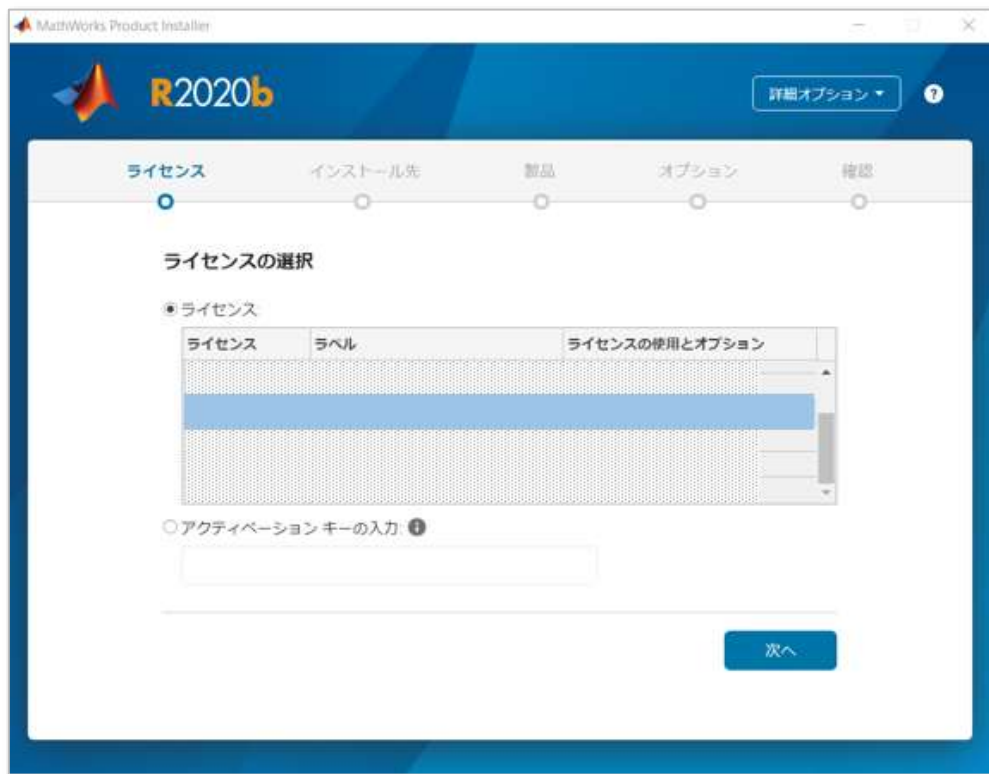 MathWorks Product Installer
R2020b
詳細オプション
?
ライセンス
インストール先
製品
オプション
確認
ライセンスの選択
ライセンス
ライセンス ラベル ライセンスの使用とオプション
アクティベーション キーの入力:
次へ